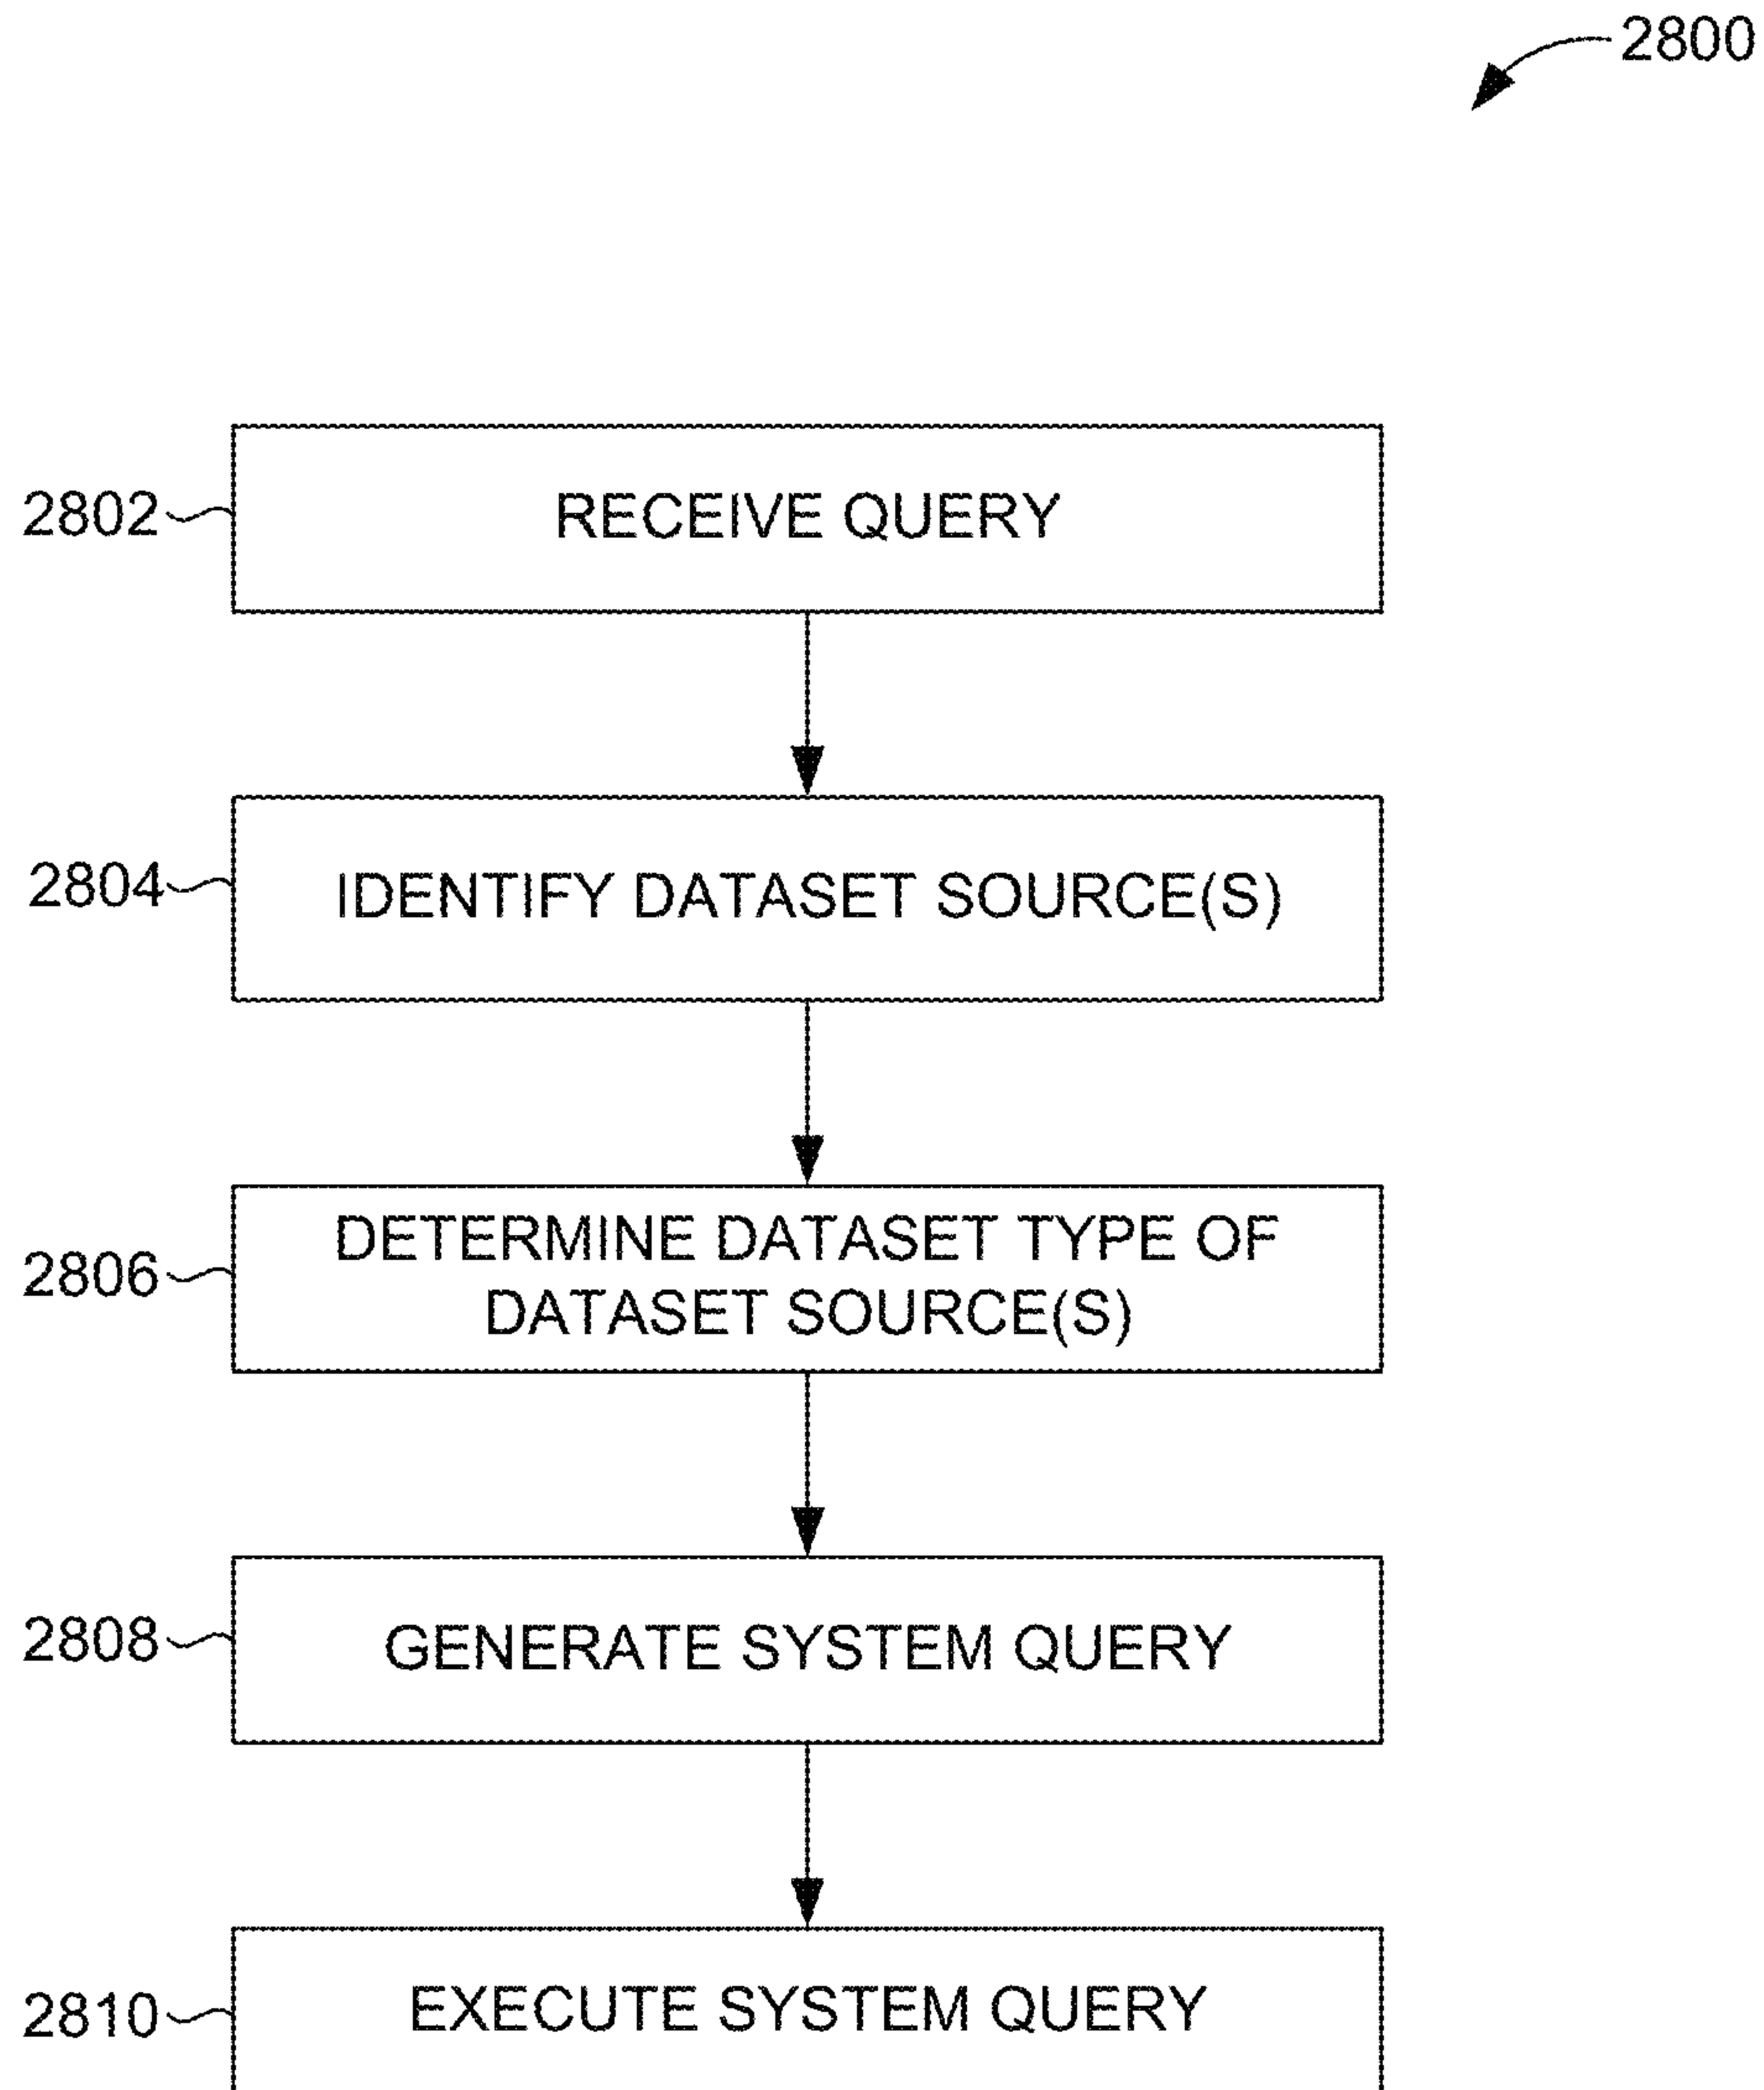 2800
2802
RECEIVE QUERY
2804
IDENTIFY DATASET SOURCE(S)
2806
DETERMINE DATASET TYPE OF
DATASET SOURCE(S)
2808
GENERATE SYSTEM QUERY
2810
EXECUTE SYSTEM QUERY